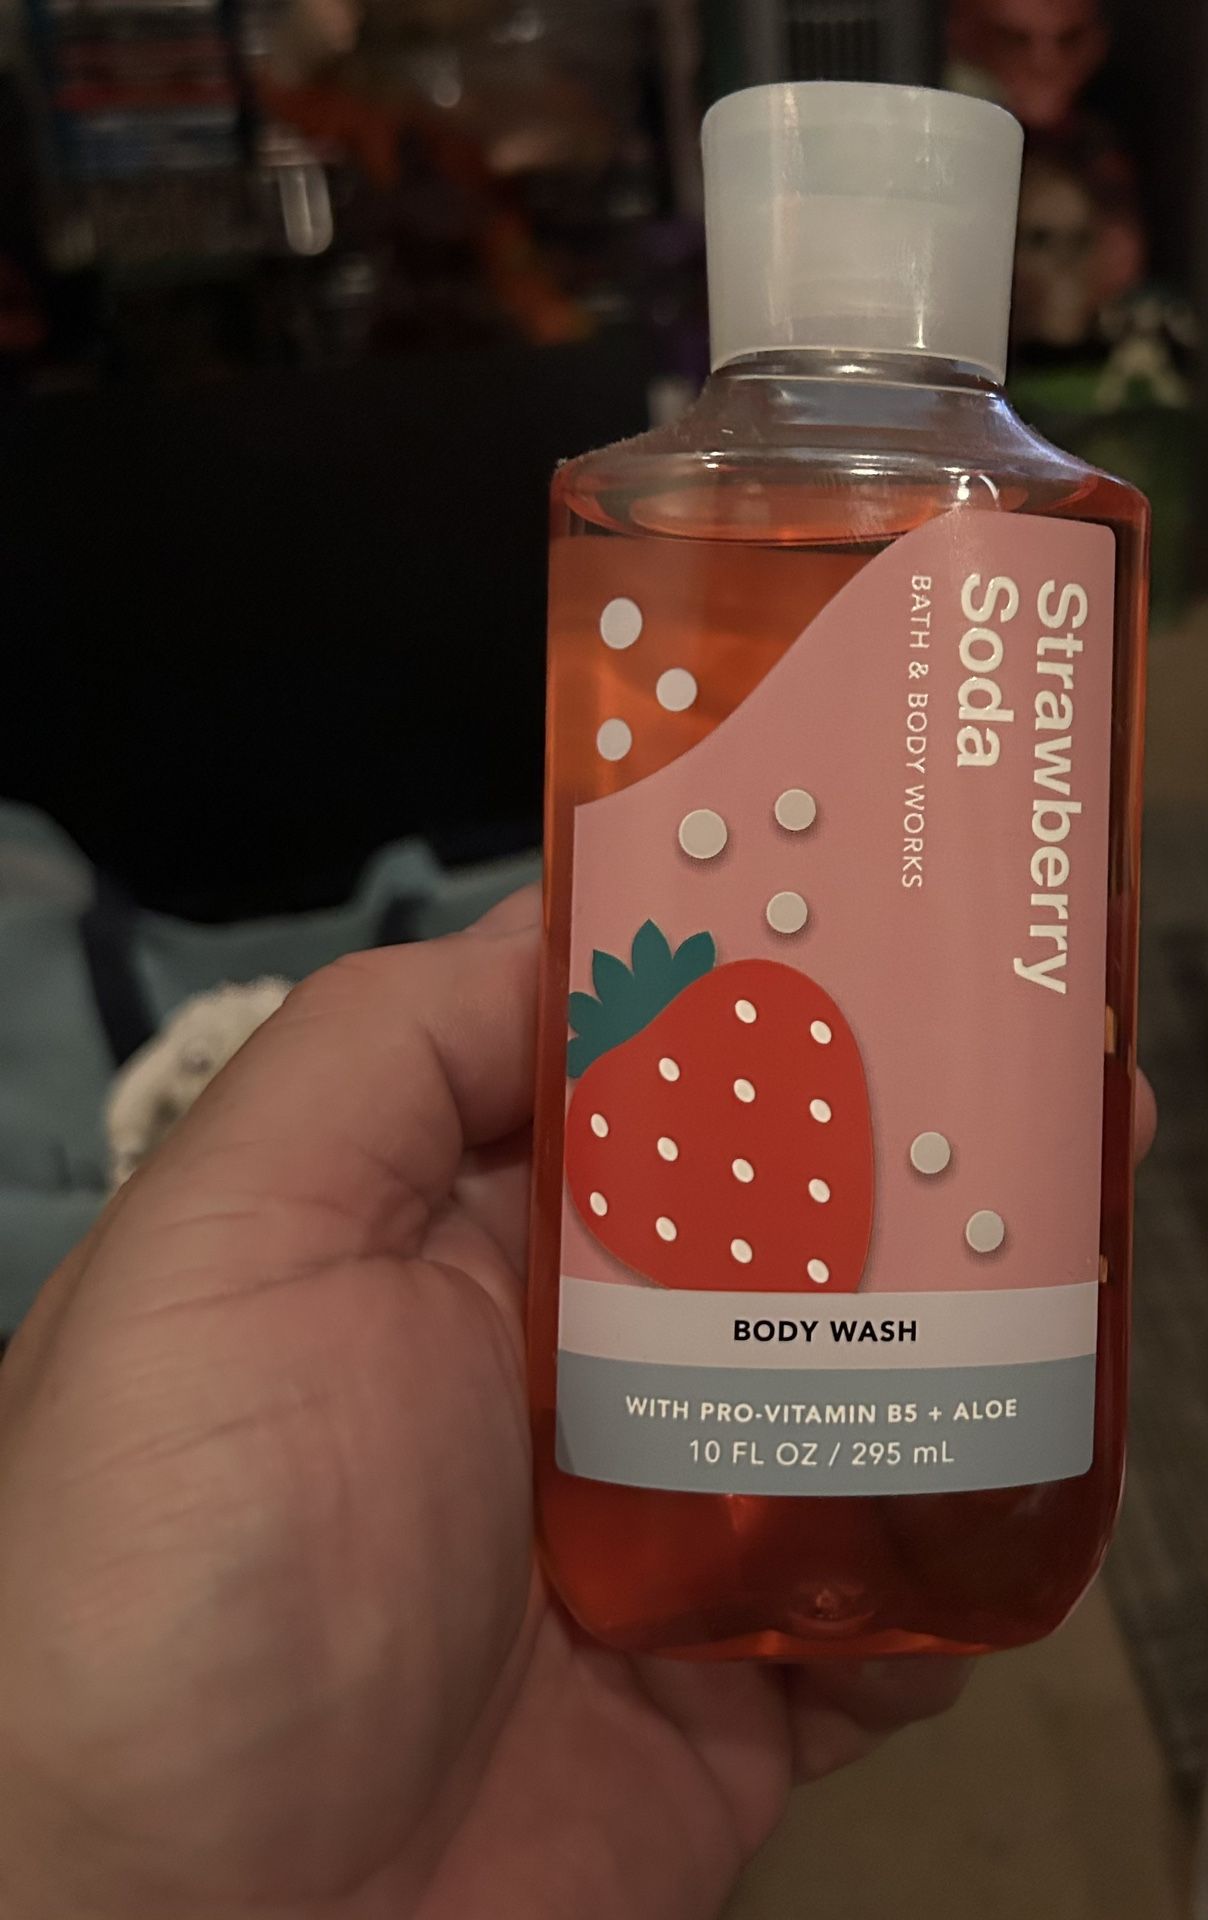 Strawberry
Soda
BATH & BODY WORKS
BODY WASH
WITH PRO-VITAMIN B5 + ALOE
10 FL OZ / 295 mL